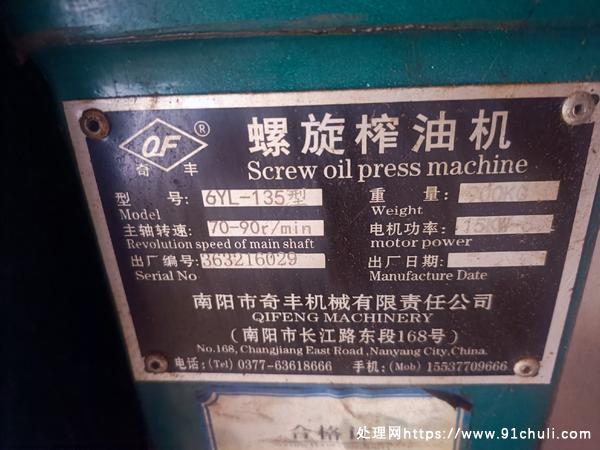 QF ®
奇丰
螺旋榨油机
Screw oil press machine
型 号: 6YL-135型
Model
重 量: 900KG
Weight
主轴转速: 70-90r/min
Revolution speed of main shaft
电机功率: 15KW-6
motor power
出厂编号: 363216029
Serial No
出厂日期:
Manufacture Date
南阳市奇丰机械有限责任公司
QIFENG MACHINERY
(南阳市长江路东段168号)
No.168, Changjiang East Road, Nanyang City, China.
电话:(Tel) 0377-63618666 手机:(Mob) 15537709666
合格
处理网https://www.91chuli.com/